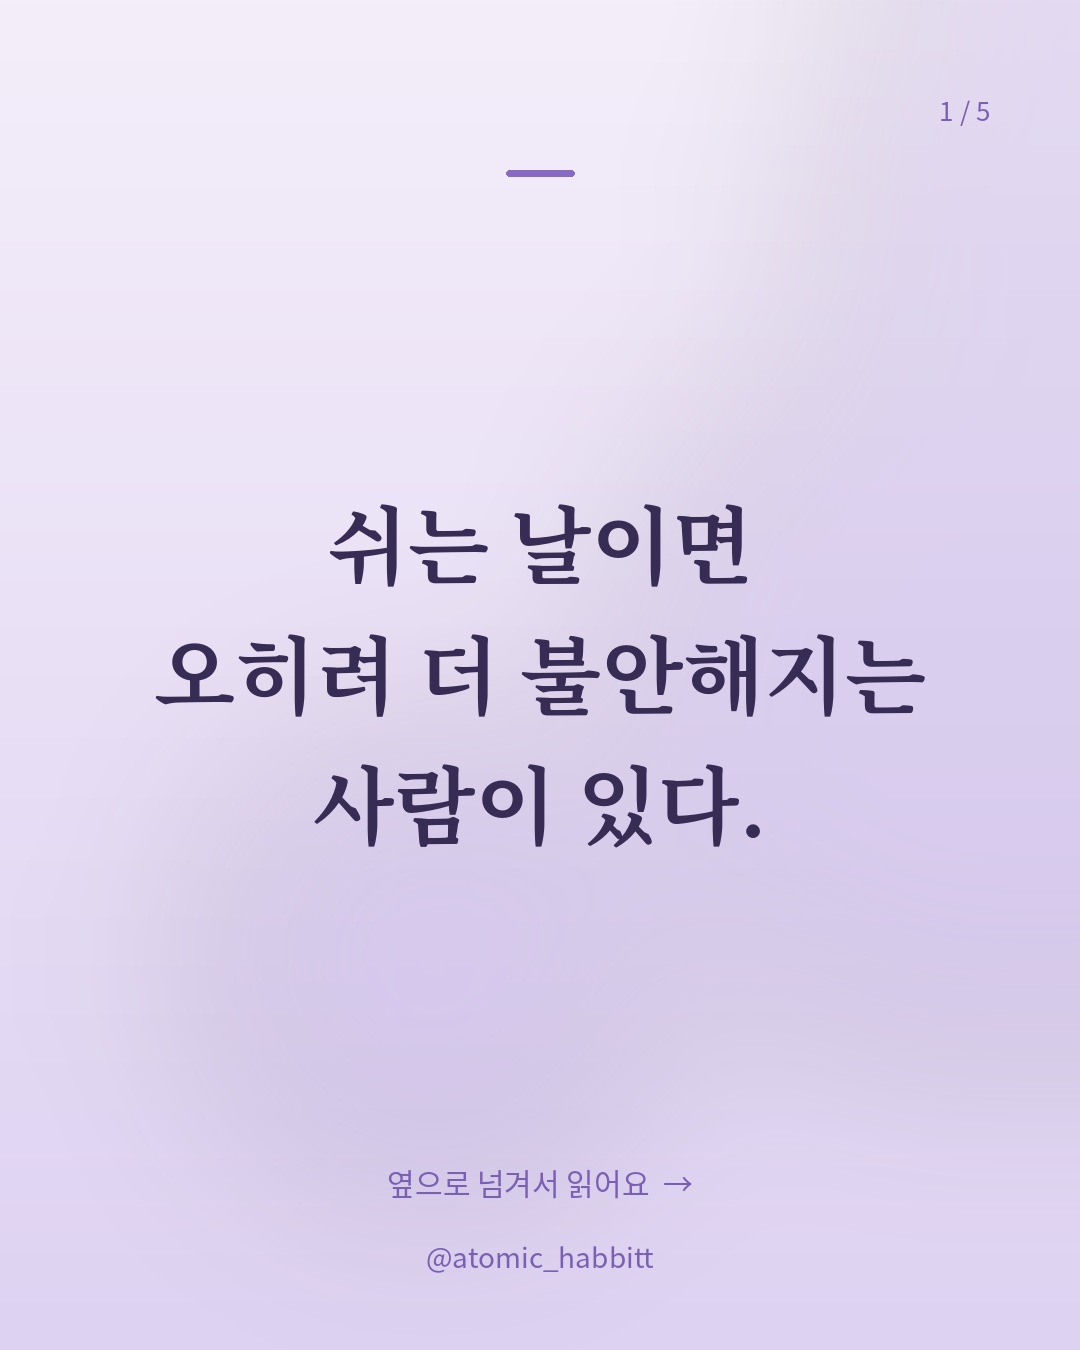 1 / 5
쉬는 날이면
오히려 더 불안해지는
사람이 있다.
옆으로 넘겨서 읽어요 →
@atomic_habbitt